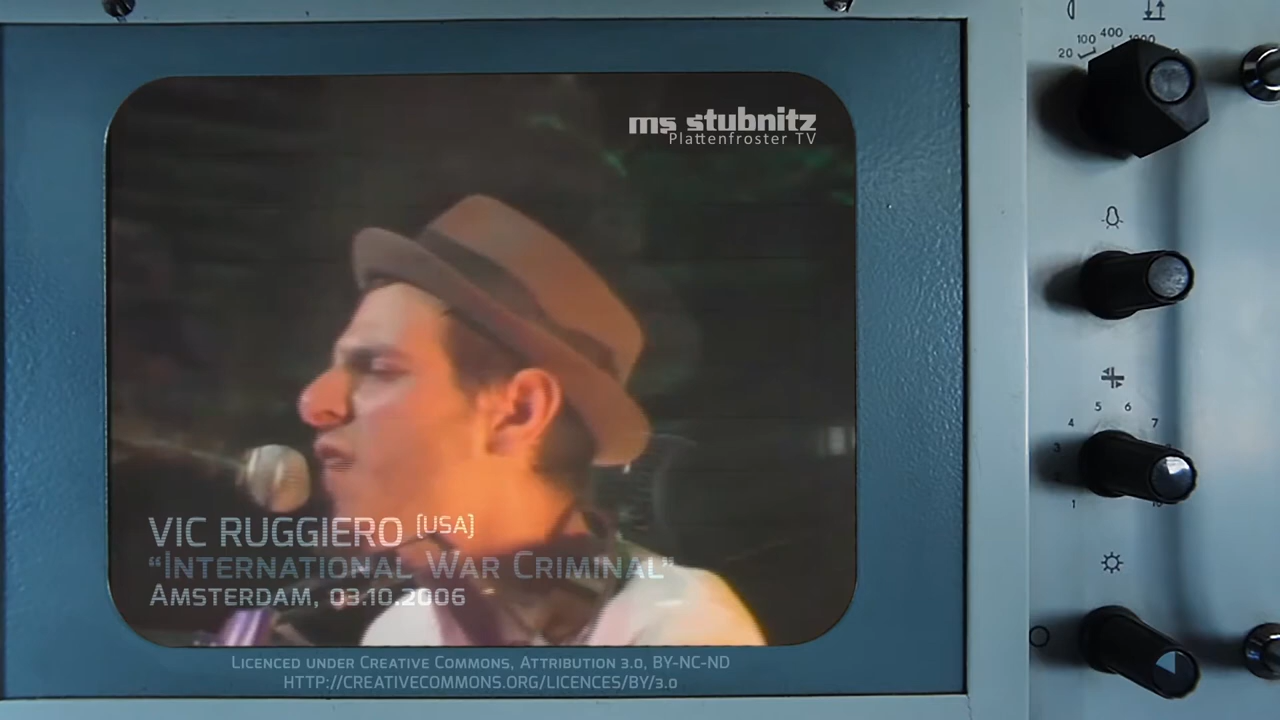 ms stubnitz
Plattenfroster TV
20 100 400 1000
VIC RUGGIERO (USA)
“INTERNATIONAL WAR CRIMINAL”
AMSTERDAM, 03.10.2006
LICENCED UNDER CREATIVE COMMONS, ATTRIBUTION 3.0, BY-NC-ND
HTTP://CREATIVECOMMONS.ORG/LICENCES/BY/3.0
5 6
4 7
3
1 10